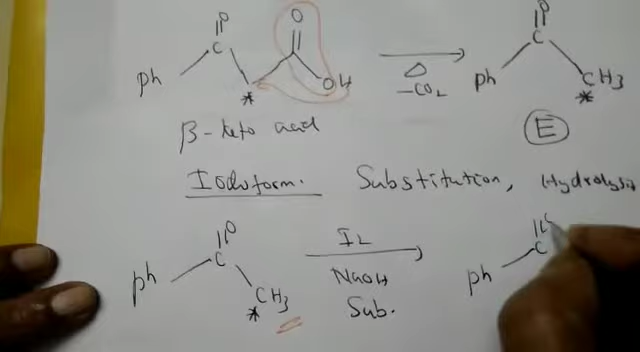 O O O
C C
Ph OH Ph CH3
* Δ *
-CO2
β-keto acid E
Iodoform. Substitution, Hydrolysis
O
C I2 C
Ph CH3 NaOH Ph
* Sub.